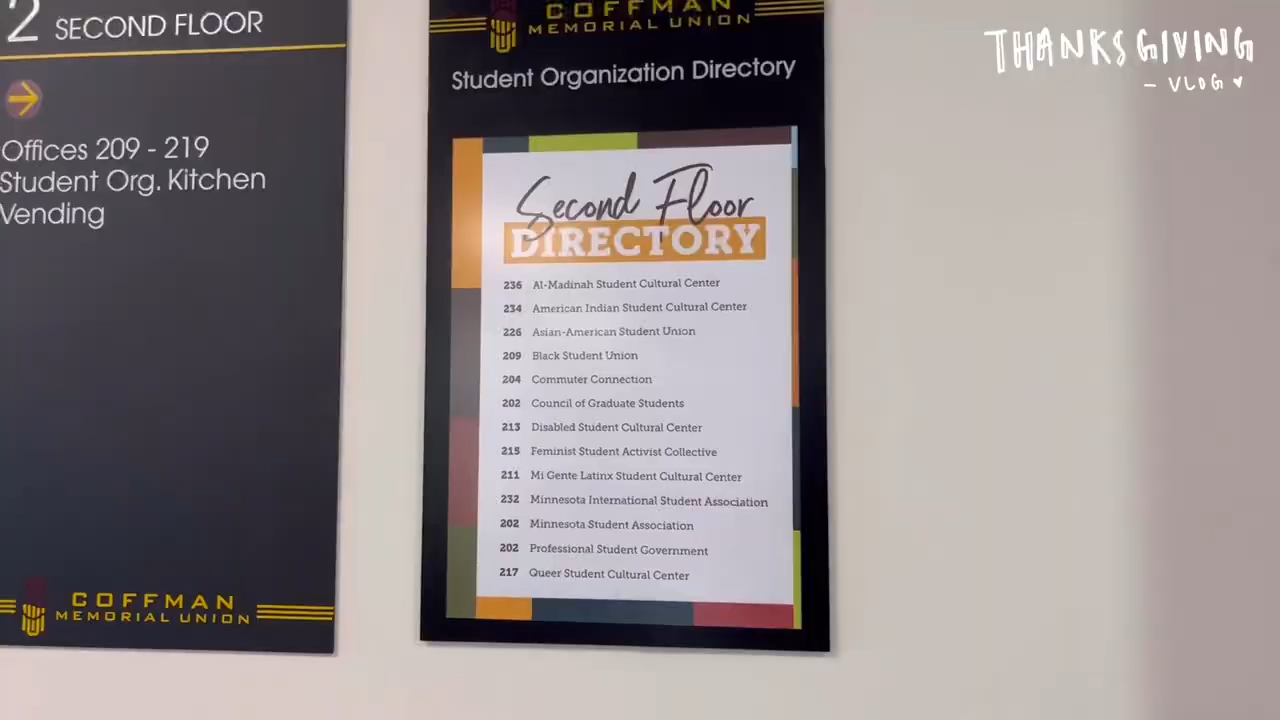 2 SECOND FLOOR
Offices 209 - 219
Student Org. Kitchen
Vending
COFFMAN
MEMORIAL UNION
COFFMAN
MEMORIAL UNION
Student Organization Directory
Second Floor
DIRECTORY
236 Al-Madinah Student Cultural Center
234 American Indian Student Cultural Center
226 Asian-American Student Union
209 Black Student Union
204 Commuter Connection
202 Council of Graduate Students
213 Disabled Student Cultural Center
215 Feminist Student Activist Collective
211 Mi Gente Latinx Student Cultural Center
232 Minnesota International Student Association
202 Minnesota Student Association
202 Professional Student Government
217 Queer Student Cultural Center
THANKSGIVING
- VLOG ♥